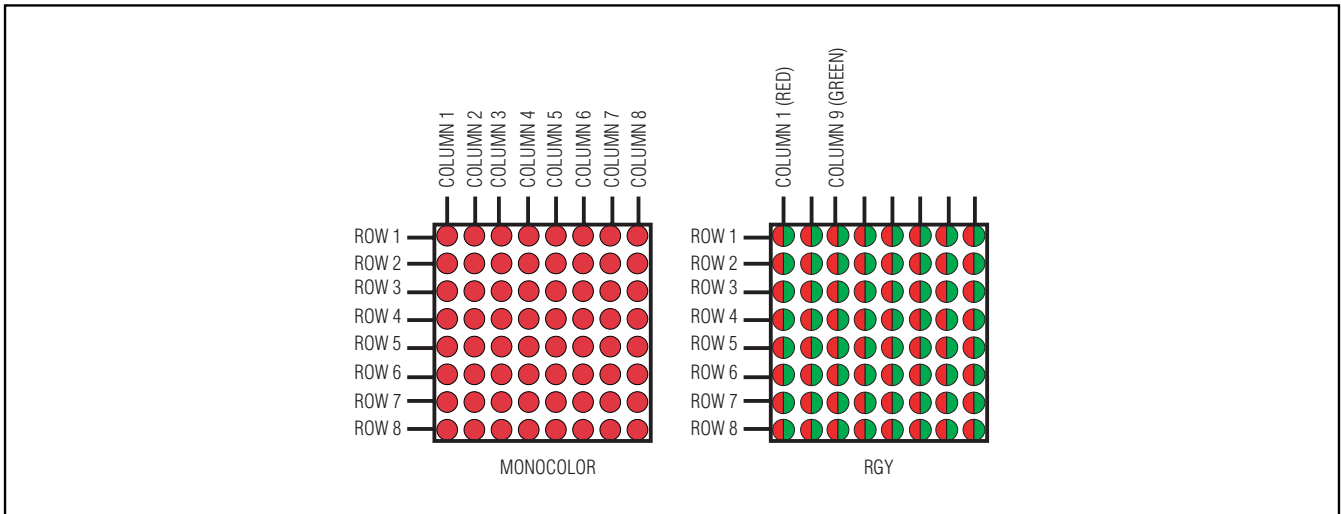 COLUMN 1
COLUMN 2
COLUMN 3
COLUMN 4
COLUMN 5
COLUMN 6
COLUMN 7
COLUMN 8
ROW 1
ROW 2
ROW 3
ROW 4
ROW 5
ROW 6
ROW 7
ROW 8
MONOCOLOR
COLUMN 1 (RED)
COLUMN 9 (GREEN)
ROW 1
ROW 2
ROW 3
ROW 4
ROW 5
ROW 6
ROW 7
ROW 8
RGY